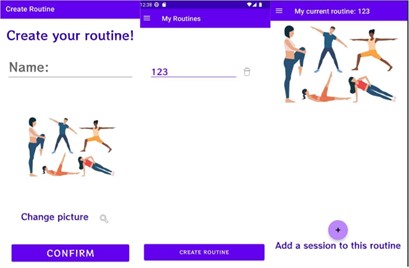 Create Routine
Create your routine!
Name:
Change picture
CONFIRM
12:38
My Routines
123
CREATE ROUTINE
My current routine: 123
+
Add a session to this routine